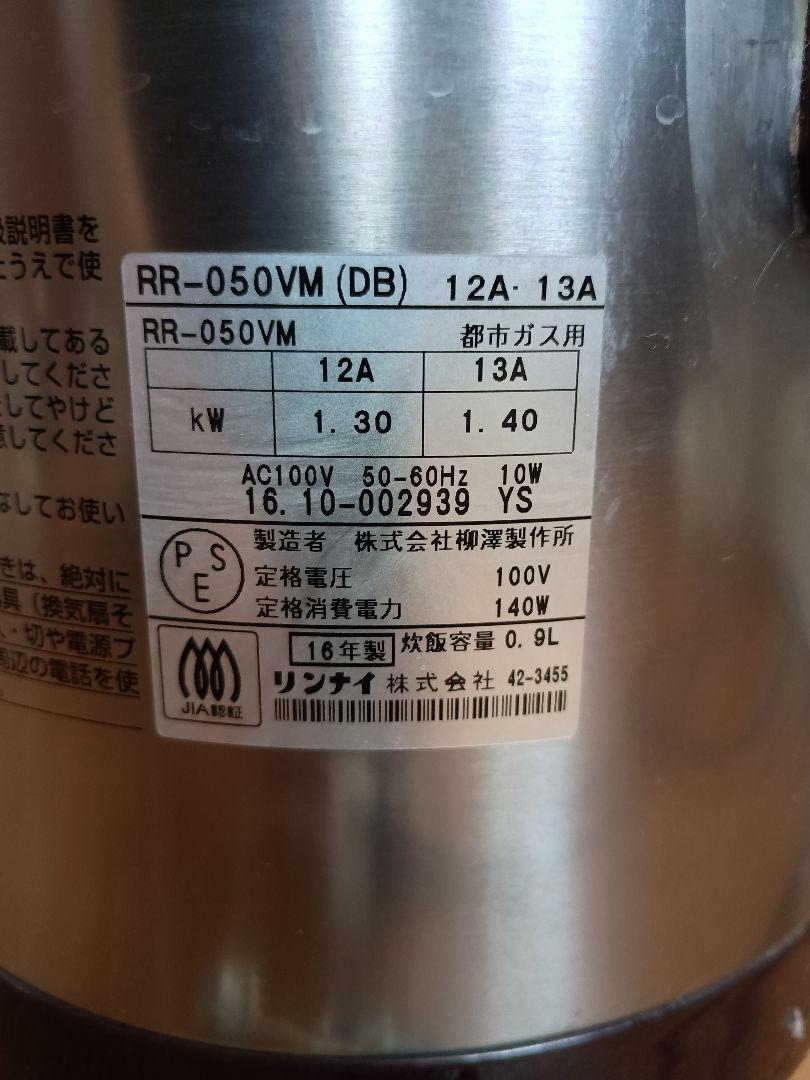 説明書を
うえで使
載してある
してくださ
してやけど
してくださ
なしてお使い
きは、絶対に
具（換気扇そ
・切や電源プ
周辺の電話を使
RR-050VM (DB) 12A・13A
RR-050VM 都市ガス用
12A 13A
kW 1.30 1.40
AC100V 50-60Hz 10W
16.10-002939 YS
PSE
製造者 株式会社柳澤製作所
定格電圧 100V
定格消費電力 140W
16年製 炊飯容量 0.9L
リンナイ株式会社 42-3455
JIA認証